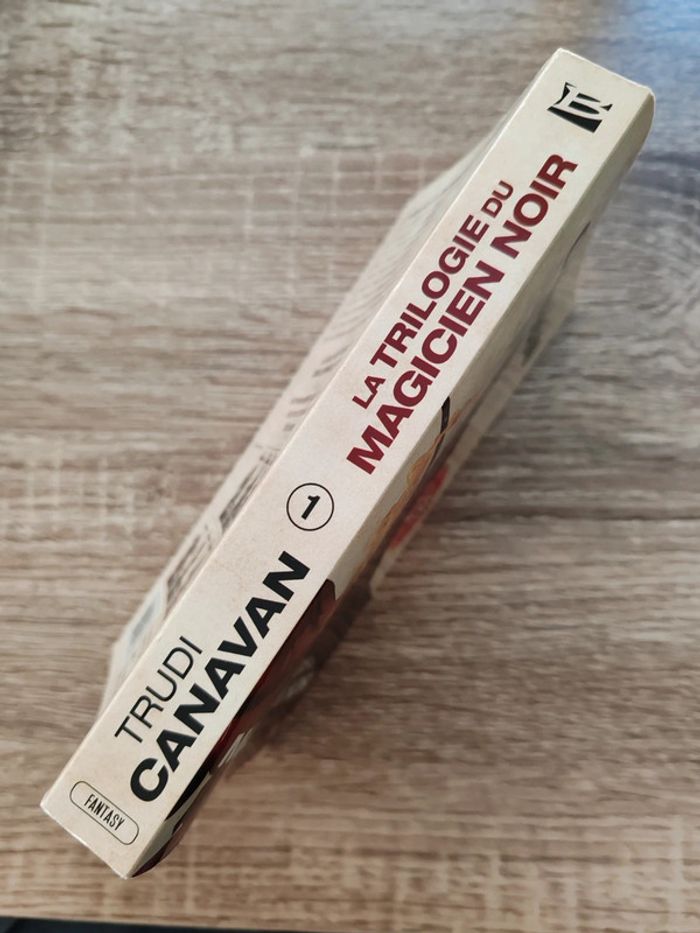 FANTASY
TRUDI
CANAVAN
1
LA TRILOGIE DU
MAGICIEN NOIR